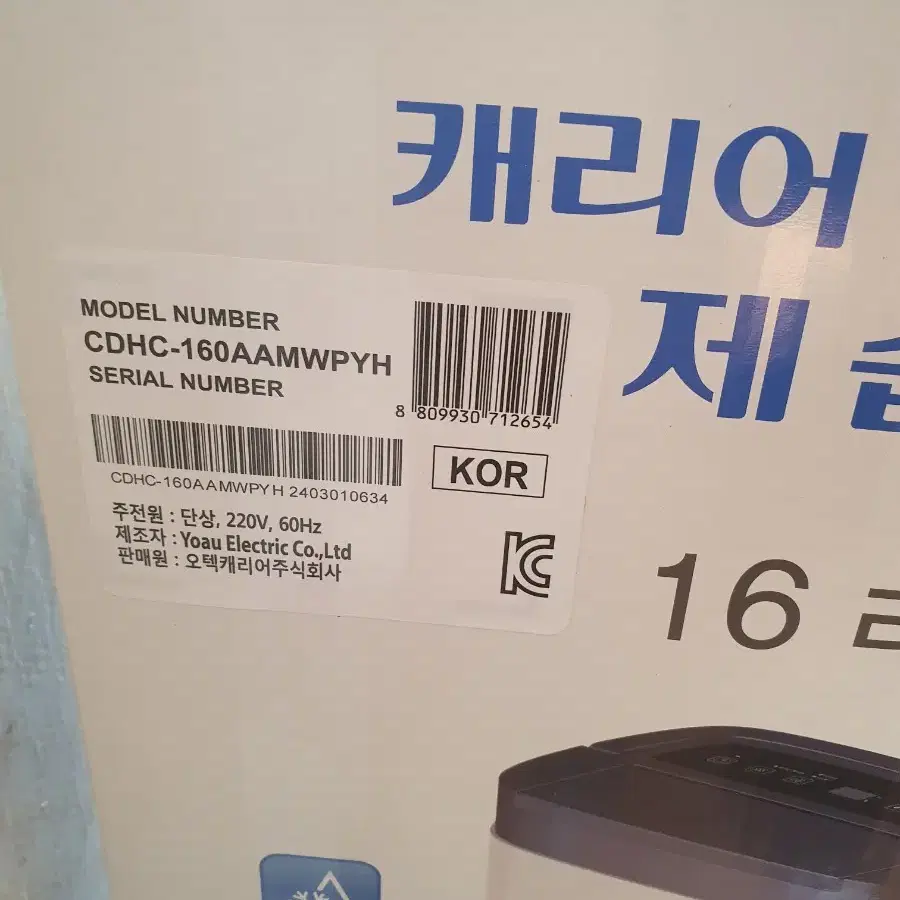 캐리어
제
MODEL NUMBER
CDHC-160AAMWPYH
SERIAL NUMBER
8 809930 712654
CDHC-160AAMWPYH 2403010634
KOR
주전원 : 단상, 220V, 60Hz
제조자 : Yoau Electric Co.,Ltd
판매원 : 오텍캐리어주식회사
16